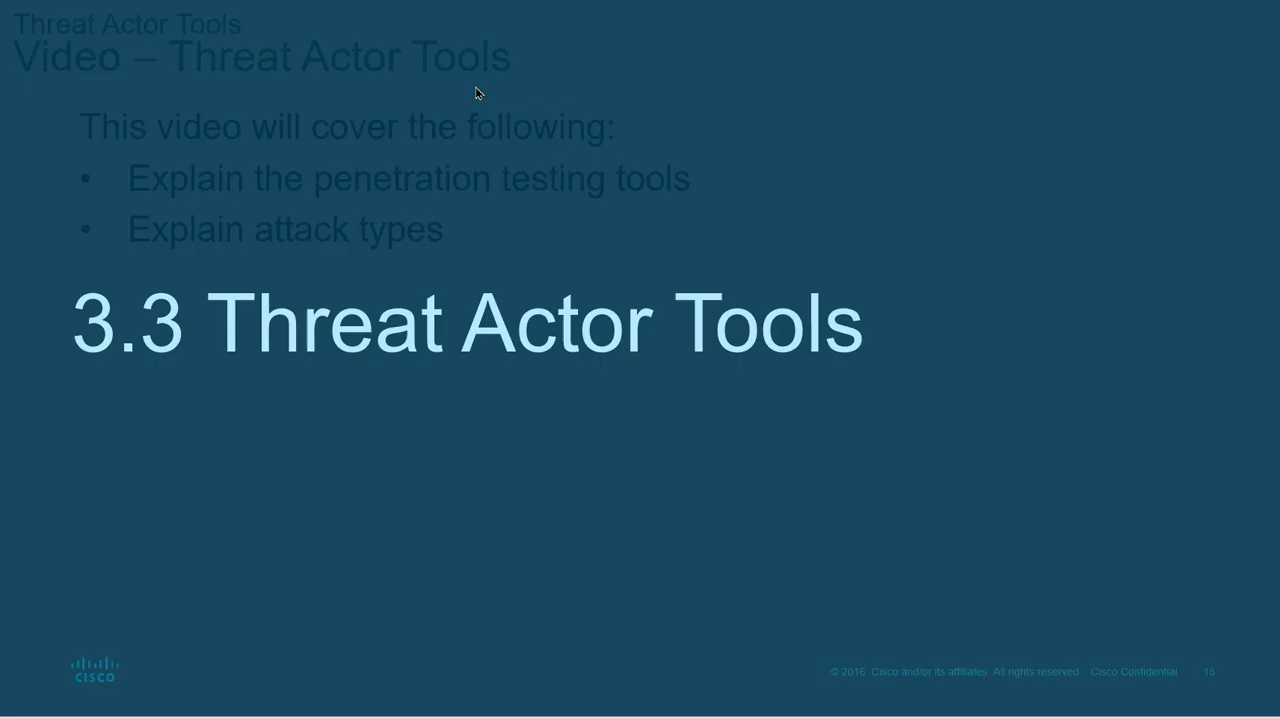 Threat Actor Tools
Video – Threat Actor Tools
This video will cover the following:
• Explain the penetration testing tools
• Explain attack types
3.3 Threat Actor Tools
CISCO
© 2016 Cisco and/or its affiliates. All rights reserved. Cisco Confidential 15